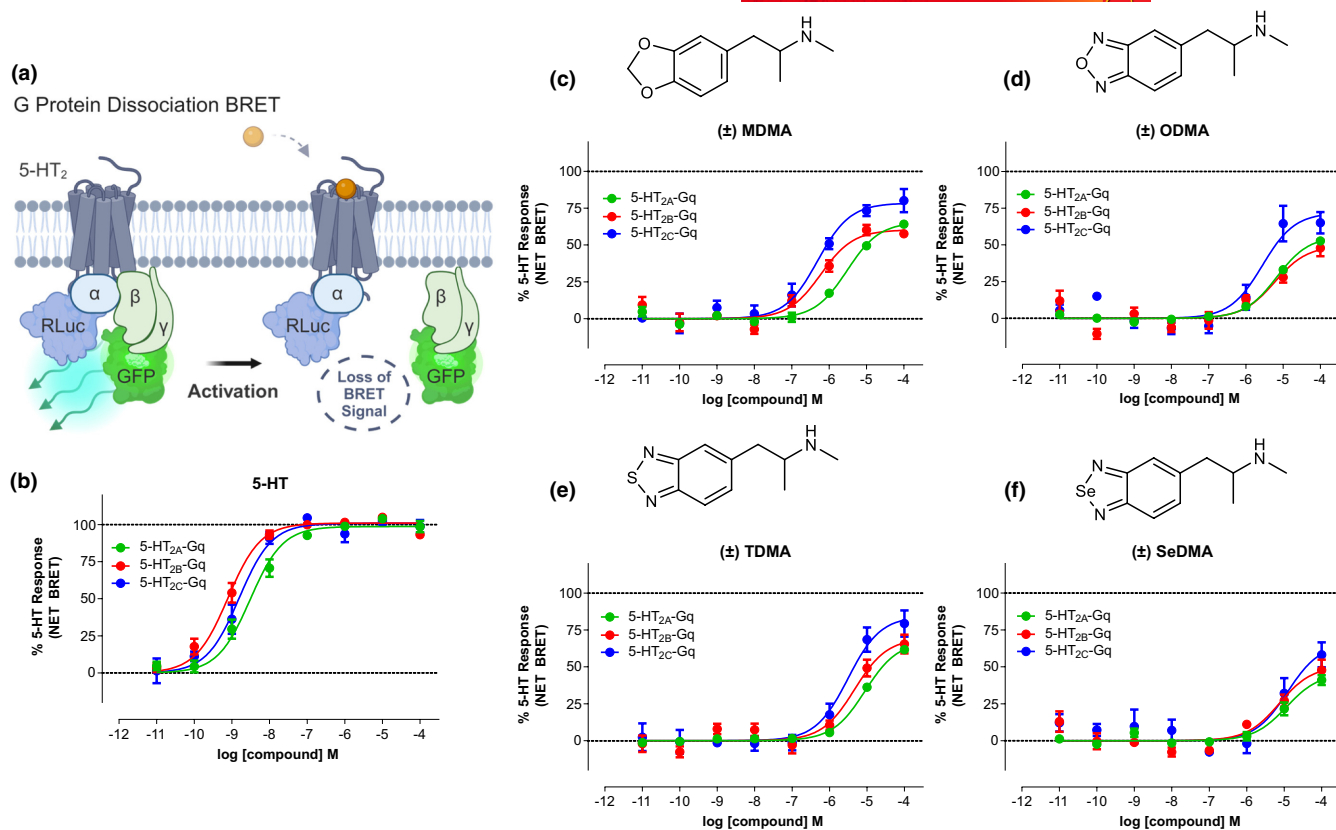 (a)
G Protein Dissociation BRET
5-HT2
α
β
γ
RLuc
GFP
Activation
α
β
γ
RLuc
GFP
Loss of
BRET
Signal
(b)
5-HT
% 5-HT Response
(NET BRET)
100
75
50
25
0
5-HT2A-Gq
5-HT2B-Gq
5-HT2C-Gq
-12 -11 -10 -9 -8 -7 -6 -5 -4
log [compound] M
(c)
O
O
H
N
(±) MDMA
% 5-HT Response
(NET BRET)
100
75
50
25
0
5-HT2A-Gq
5-HT2B-Gq
5-HT2C-Gq
-12 -11 -10 -9 -8 -7 -6 -5 -4
log [compound] M
(d)
N
O
N
H
N
(±) ODMA
% 5-HT Response
(NET BRET)
100
75
50
25
0
5-HT2A-Gq
5-HT2B-Gq
5-HT2C-Gq
-12 -11 -10 -9 -8 -7 -6 -5 -4
log [compound] M
(e)
N
S
N
H
N
(±) TDMA
% 5-HT Response
(NET BRET)
100
75
50
25
0
5-HT2A-Gq
5-HT2B-Gq
5-HT2C-Gq
-12 -11 -10 -9 -8 -7 -6 -5 -4
log [compound] M
(f)
N
Se
N
H
N
(±) SeDMA
% 5-HT Response
(NET BRET)
100
75
50
25
0
5-HT2A-Gq
5-HT2B-Gq
5-HT2C-Gq
-12 -11 -10 -9 -8 -7 -6 -5 -4
log [compound] M